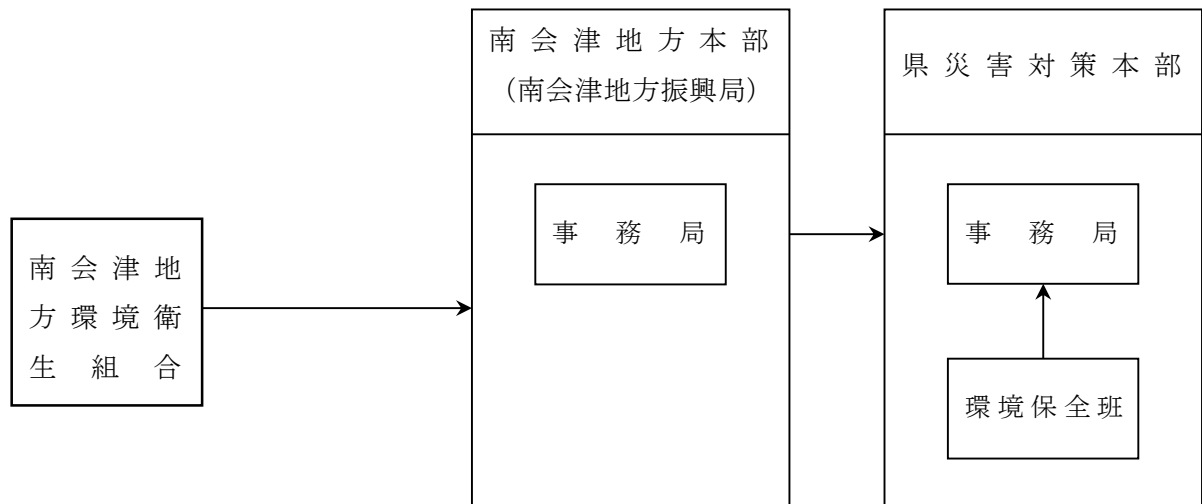 南会津地方本部
（南会津地方振興局）
県災害対策本部
事務局
事務局
南会津地
方環境衛
生組合
環境保全班